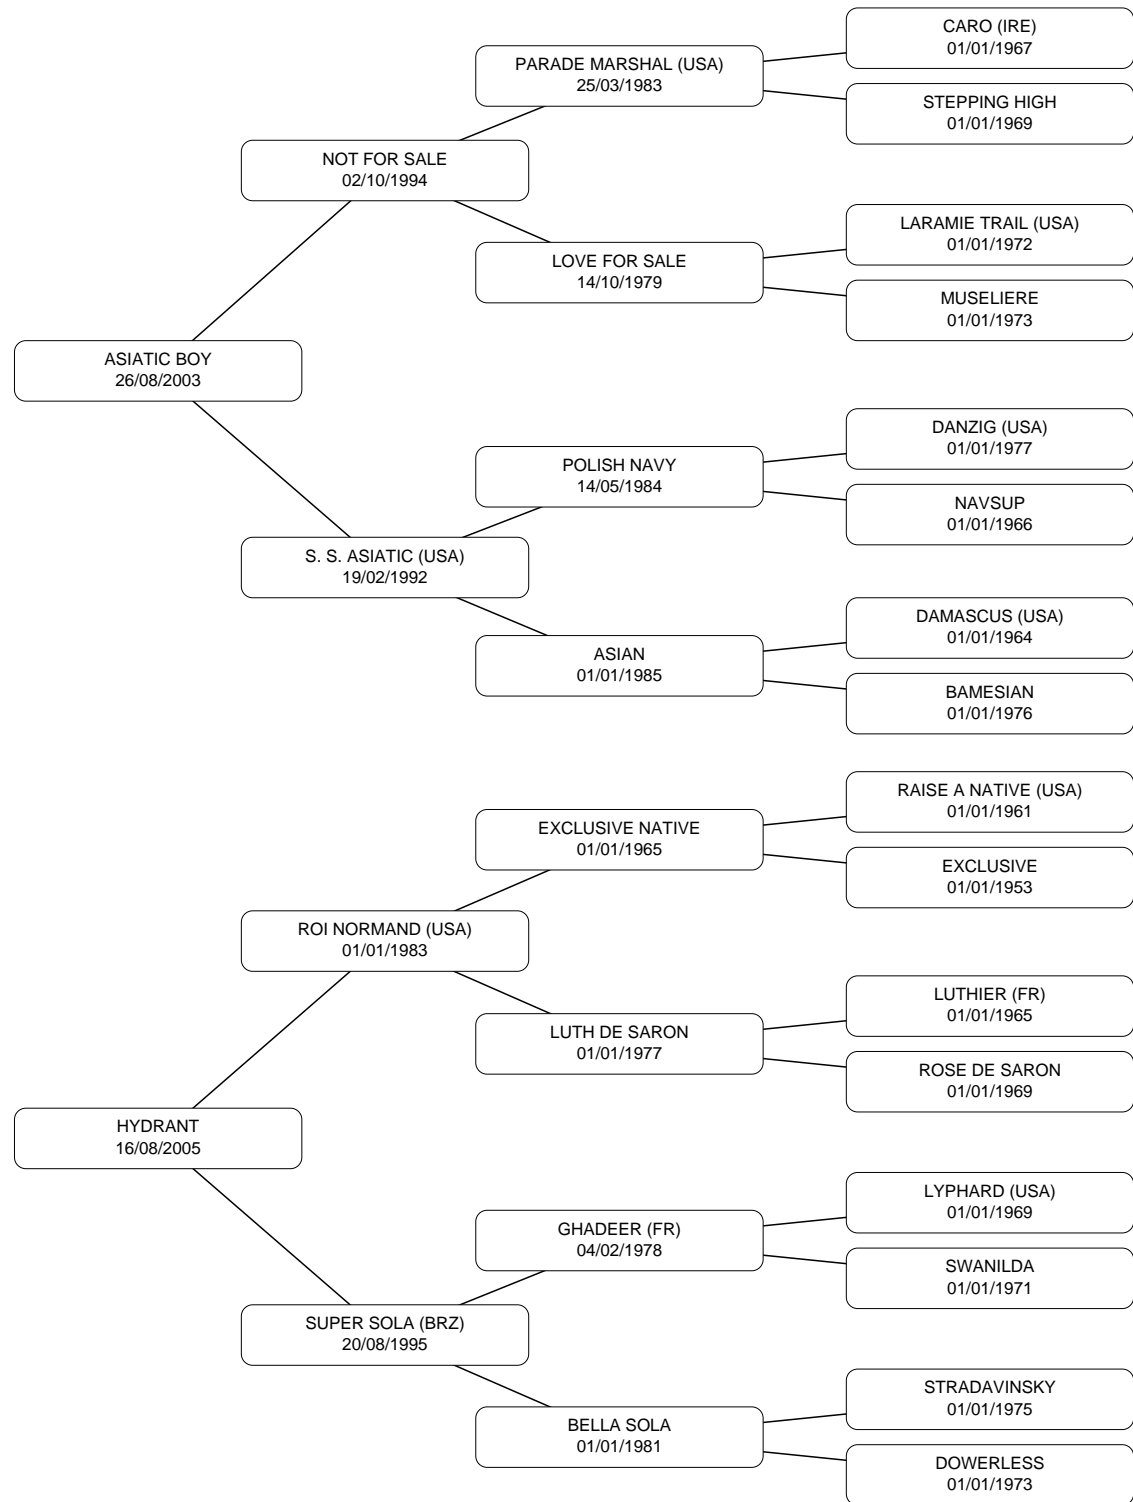 CARO (IRE)
01/01/1967
PARADE MARSHAL (USA)
25/03/1983
STEPPING HIGH
01/01/1969
NOT FOR SALE
02/10/1994
LARAMIE TRAIL (USA)
01/01/1972
LOVE FOR SALE
14/10/1979
MUSELIERE
01/01/1973
ASIATIC BOY
26/08/2003
DANZIG (USA)
01/01/1977
POLISH NAVY
14/05/1984
NAVSUP
01/01/1966
S. S. ASIATIC (USA)
19/02/1992
DAMASCUS (USA)
01/01/1964
ASIAN
01/01/1985
BAMESIAN
01/01/1976
RAISE A NATIVE (USA)
01/01/1961
EXCLUSIVE NATIVE
01/01/1965
EXCLUSIVE
01/01/1953
ROI NORMAND (USA)
01/01/1983
LUTHIER (FR)
01/01/1965
LUTH DE SARON
01/01/1977
ROSE DE SARON
01/01/1969
HYDRANT
16/08/2005
LYPHARD (USA)
01/01/1969
GHADEER (FR)
04/02/1978
SWANILDA
01/01/1971
SUPER SOLA (BRZ)
20/08/1995
STRADAVINSKY
01/01/1975
BELLA SOLA
01/01/1981
DOWERLESS
01/01/1973